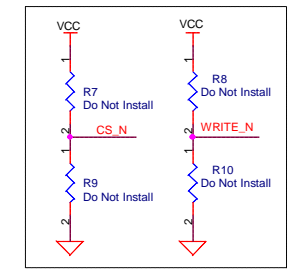 VCC VCC
1 1
R7 R8
Do Not Install Do Not Install
2 2
CS_N WRITE_N
1 1
R9 R10
Do Not Install Do Not Install
2 2